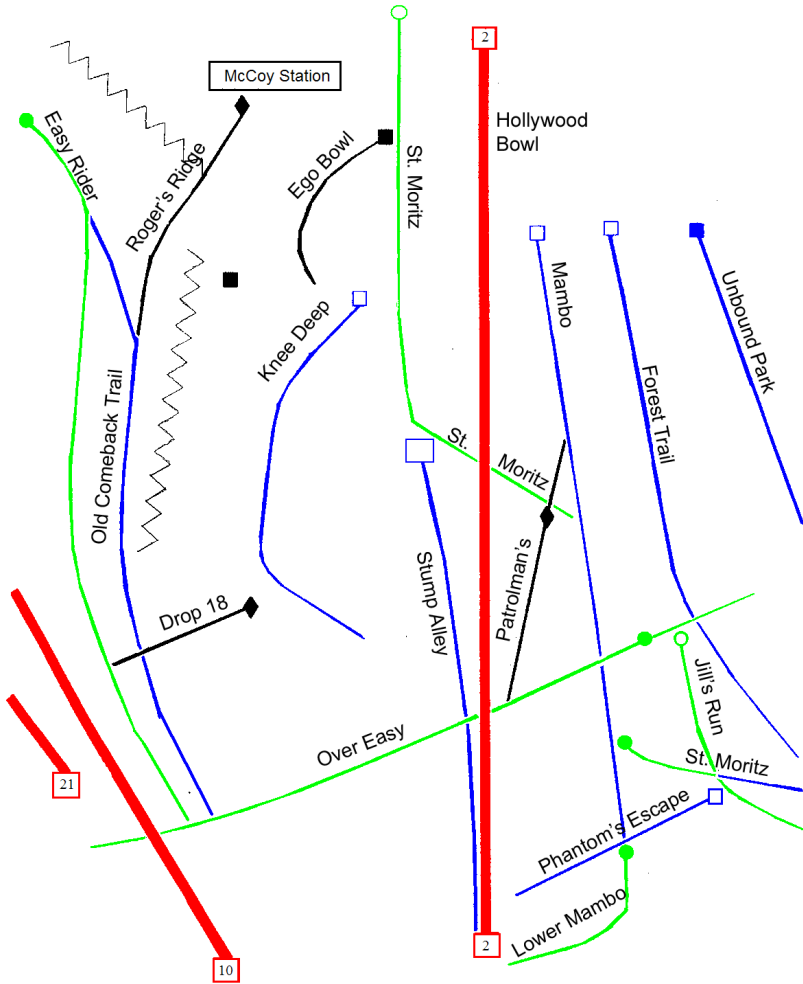 2
McCoy Station
Hollywood
Bowl
Easy Rider
Roger's Ridge
Ego Bowl
St. Moritz
Mambo
Unbound Park
Knee Deep
Forest Trail
Old Comeback Trail
St. Moritz
Patrolman's
Stump Alley
Drop 18
Jill's Run
Over Easy
St. Moritz
21
Phantom's Escape
Lower Mambo
2
10